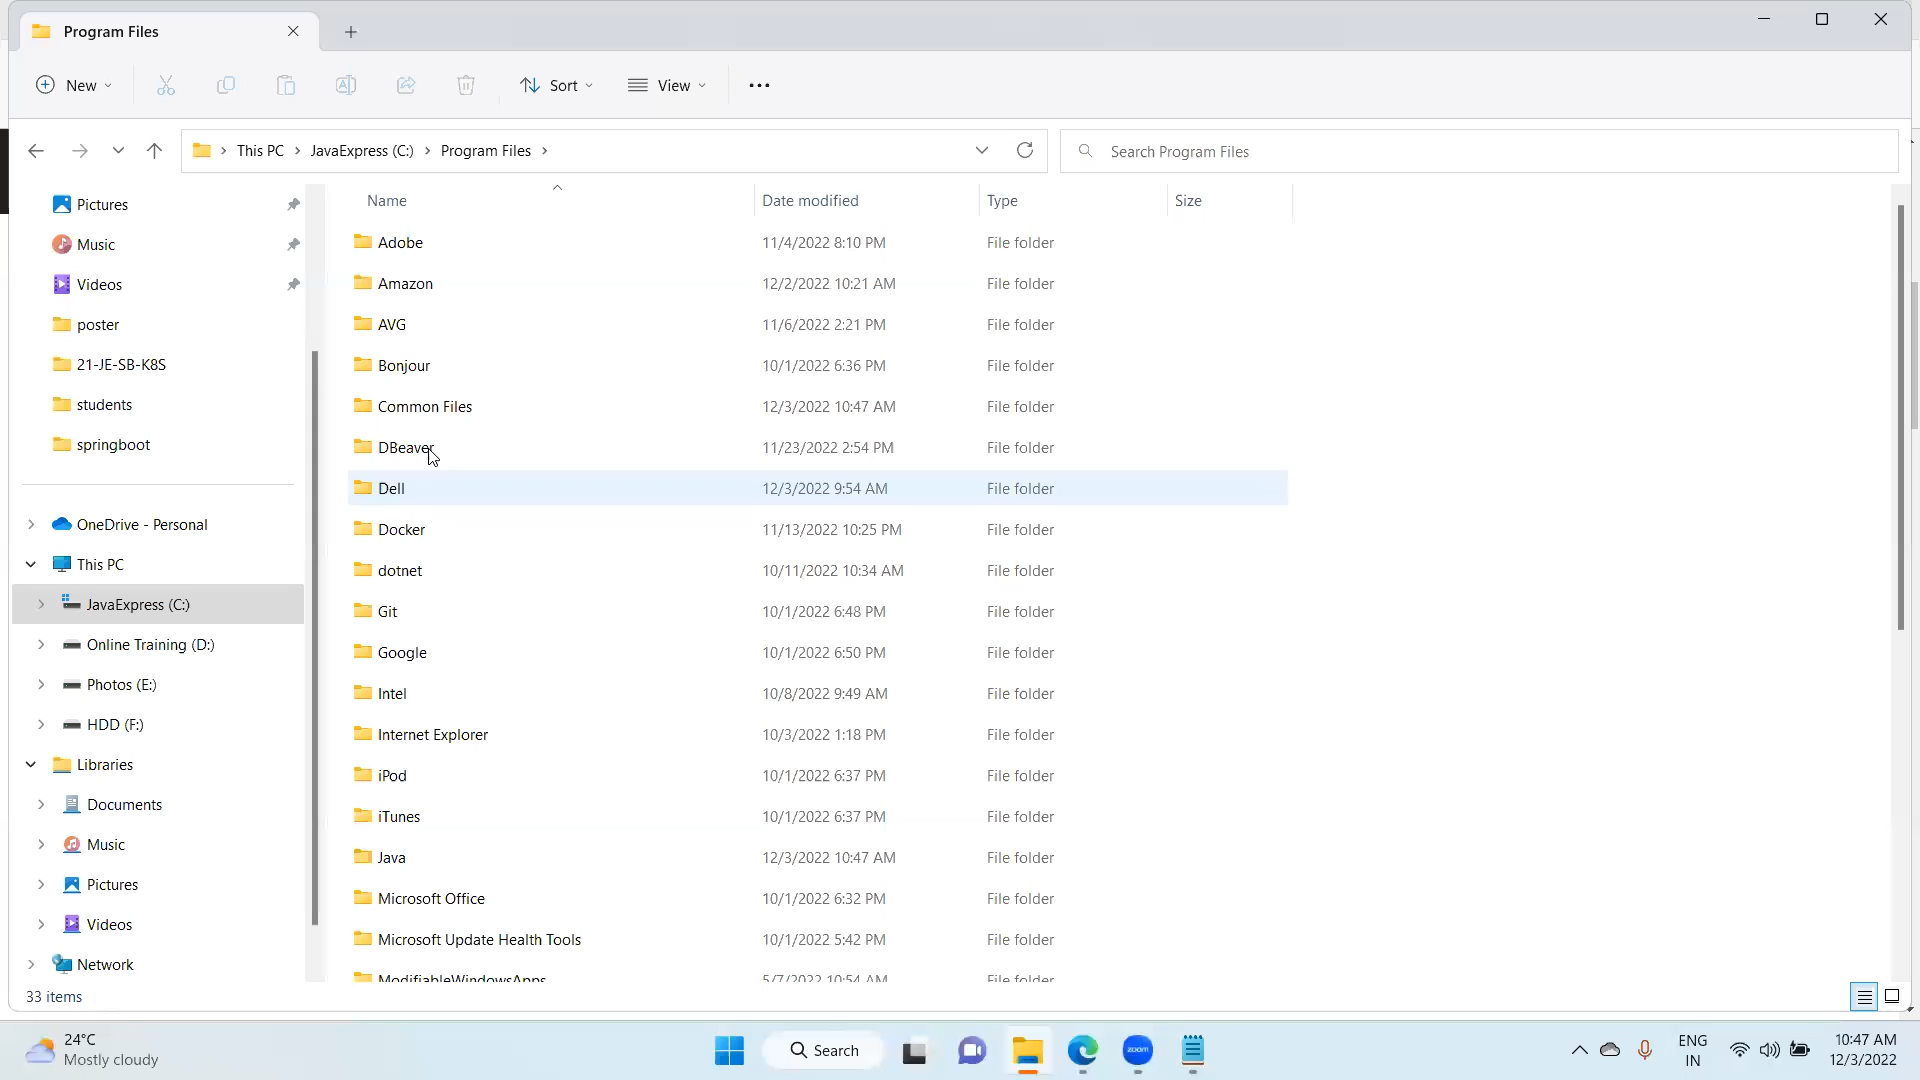 Program Files
New
Sort
View
This PC
JavaExpress (C:)
Program Files
Search Program Files
Pictures
Music
Videos
poster
21-JE-SB-K8S
students
springboot
OneDrive - Personal
This PC
JavaExpress (C:)
Online Training (D:)
Photos (E:)
HDD (F:)
Libraries
Documents
Music
Pictures
Videos
Network
Name Date modified Type Size
Adobe 11/4/2022 8:10 PM File folder
Amazon 12/2/2022 10:21 AM File folder
AVG 11/6/2022 2:21 PM File folder
Bonjour 10/1/2022 6:36 PM File folder
Common Files 12/3/2022 10:47 AM File folder
DBeaver 11/23/2022 2:54 PM File folder
Dell 12/3/2022 9:54 AM File folder
Docker 11/13/2022 10:25 PM File folder
dotnet 10/11/2022 10:34 AM File folder
Git 10/1/2022 6:48 PM File folder
Google 10/1/2022 6:50 PM File folder
Intel 10/8/2022 9:49 AM File folder
Internet Explorer 10/3/2022 1:18 PM File folder
iPod 10/1/2022 6:37 PM File folder
iTunes 10/1/2022 6:37 PM File folder
Java 12/3/2022 10:47 AM File folder
Microsoft Office 10/1/2022 6:32 PM File folder
Microsoft Update Health Tools 10/1/2022 5:42 PM File folder
ModifiableWindowsApps 5/7/2022 10:54 AM File folder
33 items
24°C
Mostly cloudy
Search
zoom
ENG
IN
10:47 AM
12/3/2022